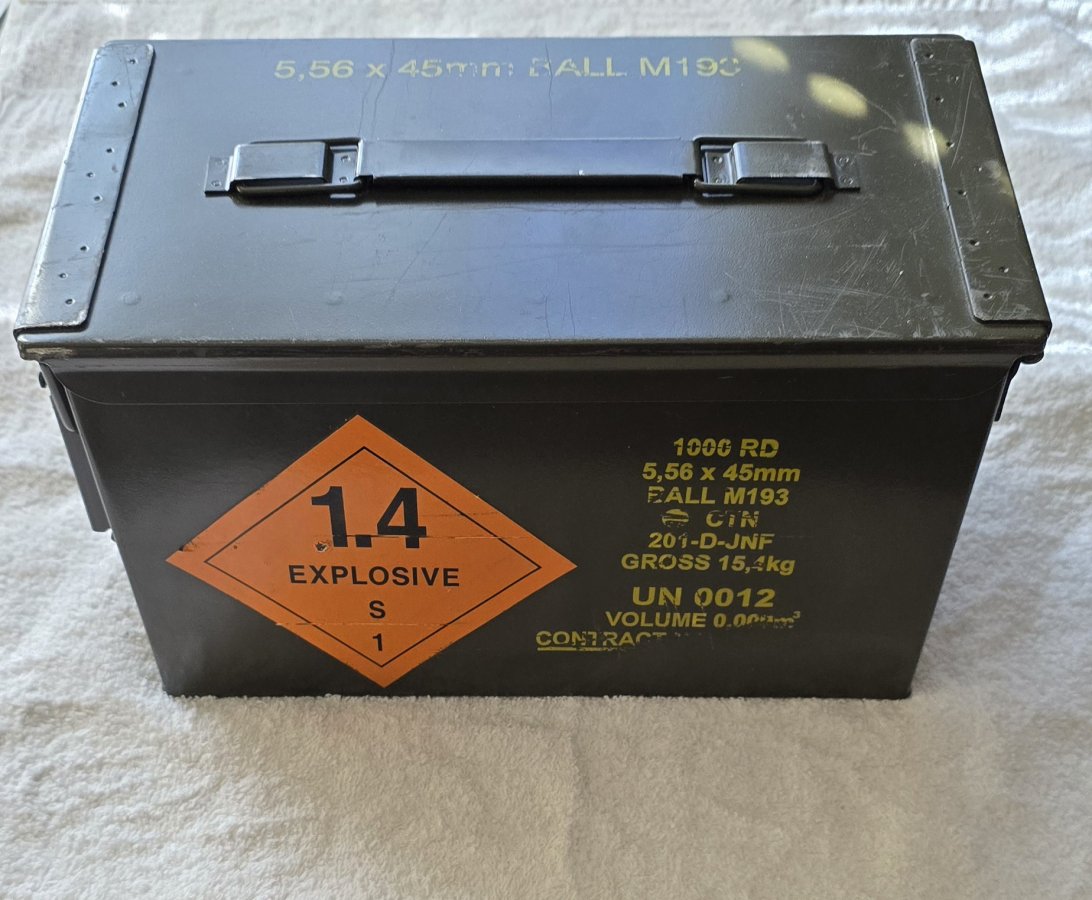 5,56 x 45mm BALL M193
1.4
EXPLOSIVE
S
1
1000 RD
5,56 x 45mm
BALL M193
CTN
201-D-JNF
GROSS 15,4kg
UN 0012
VOLUME
CONTRACT